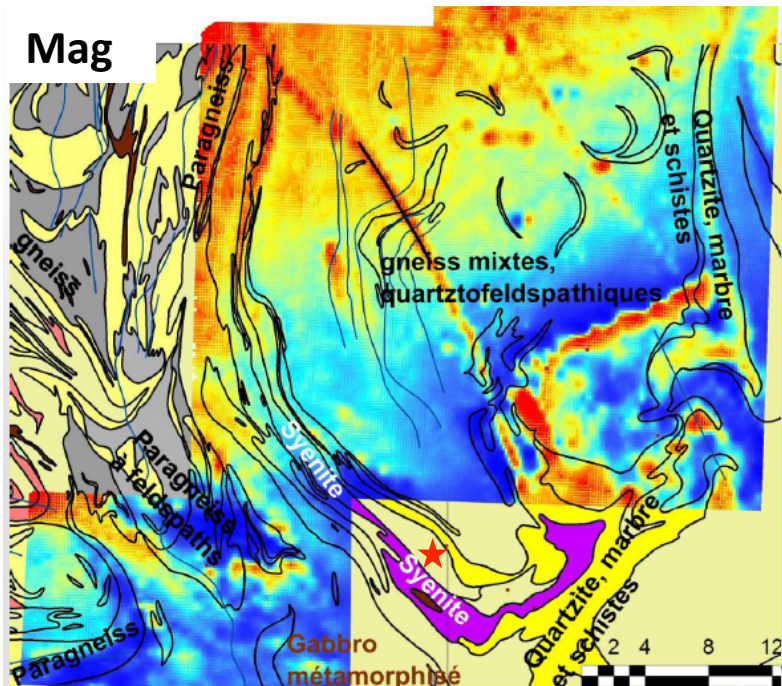 Mag
Paragneiss
Quartzite, marbre
et schistes
gneiss
gneiss mixtes,
quartztofeldspathiques
Syenite
Paragneiss
à feldspaths
Syenite
Quartzite, marbre
et schistes
Paragneiss
Gabbro
métamorphisé
2 4 8 12